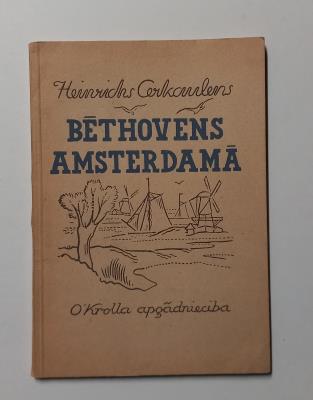 Heinrichs Cerkaulens
BĒTHOVENS
AMSTERDAMĀ
O'Krolla apgādniecība